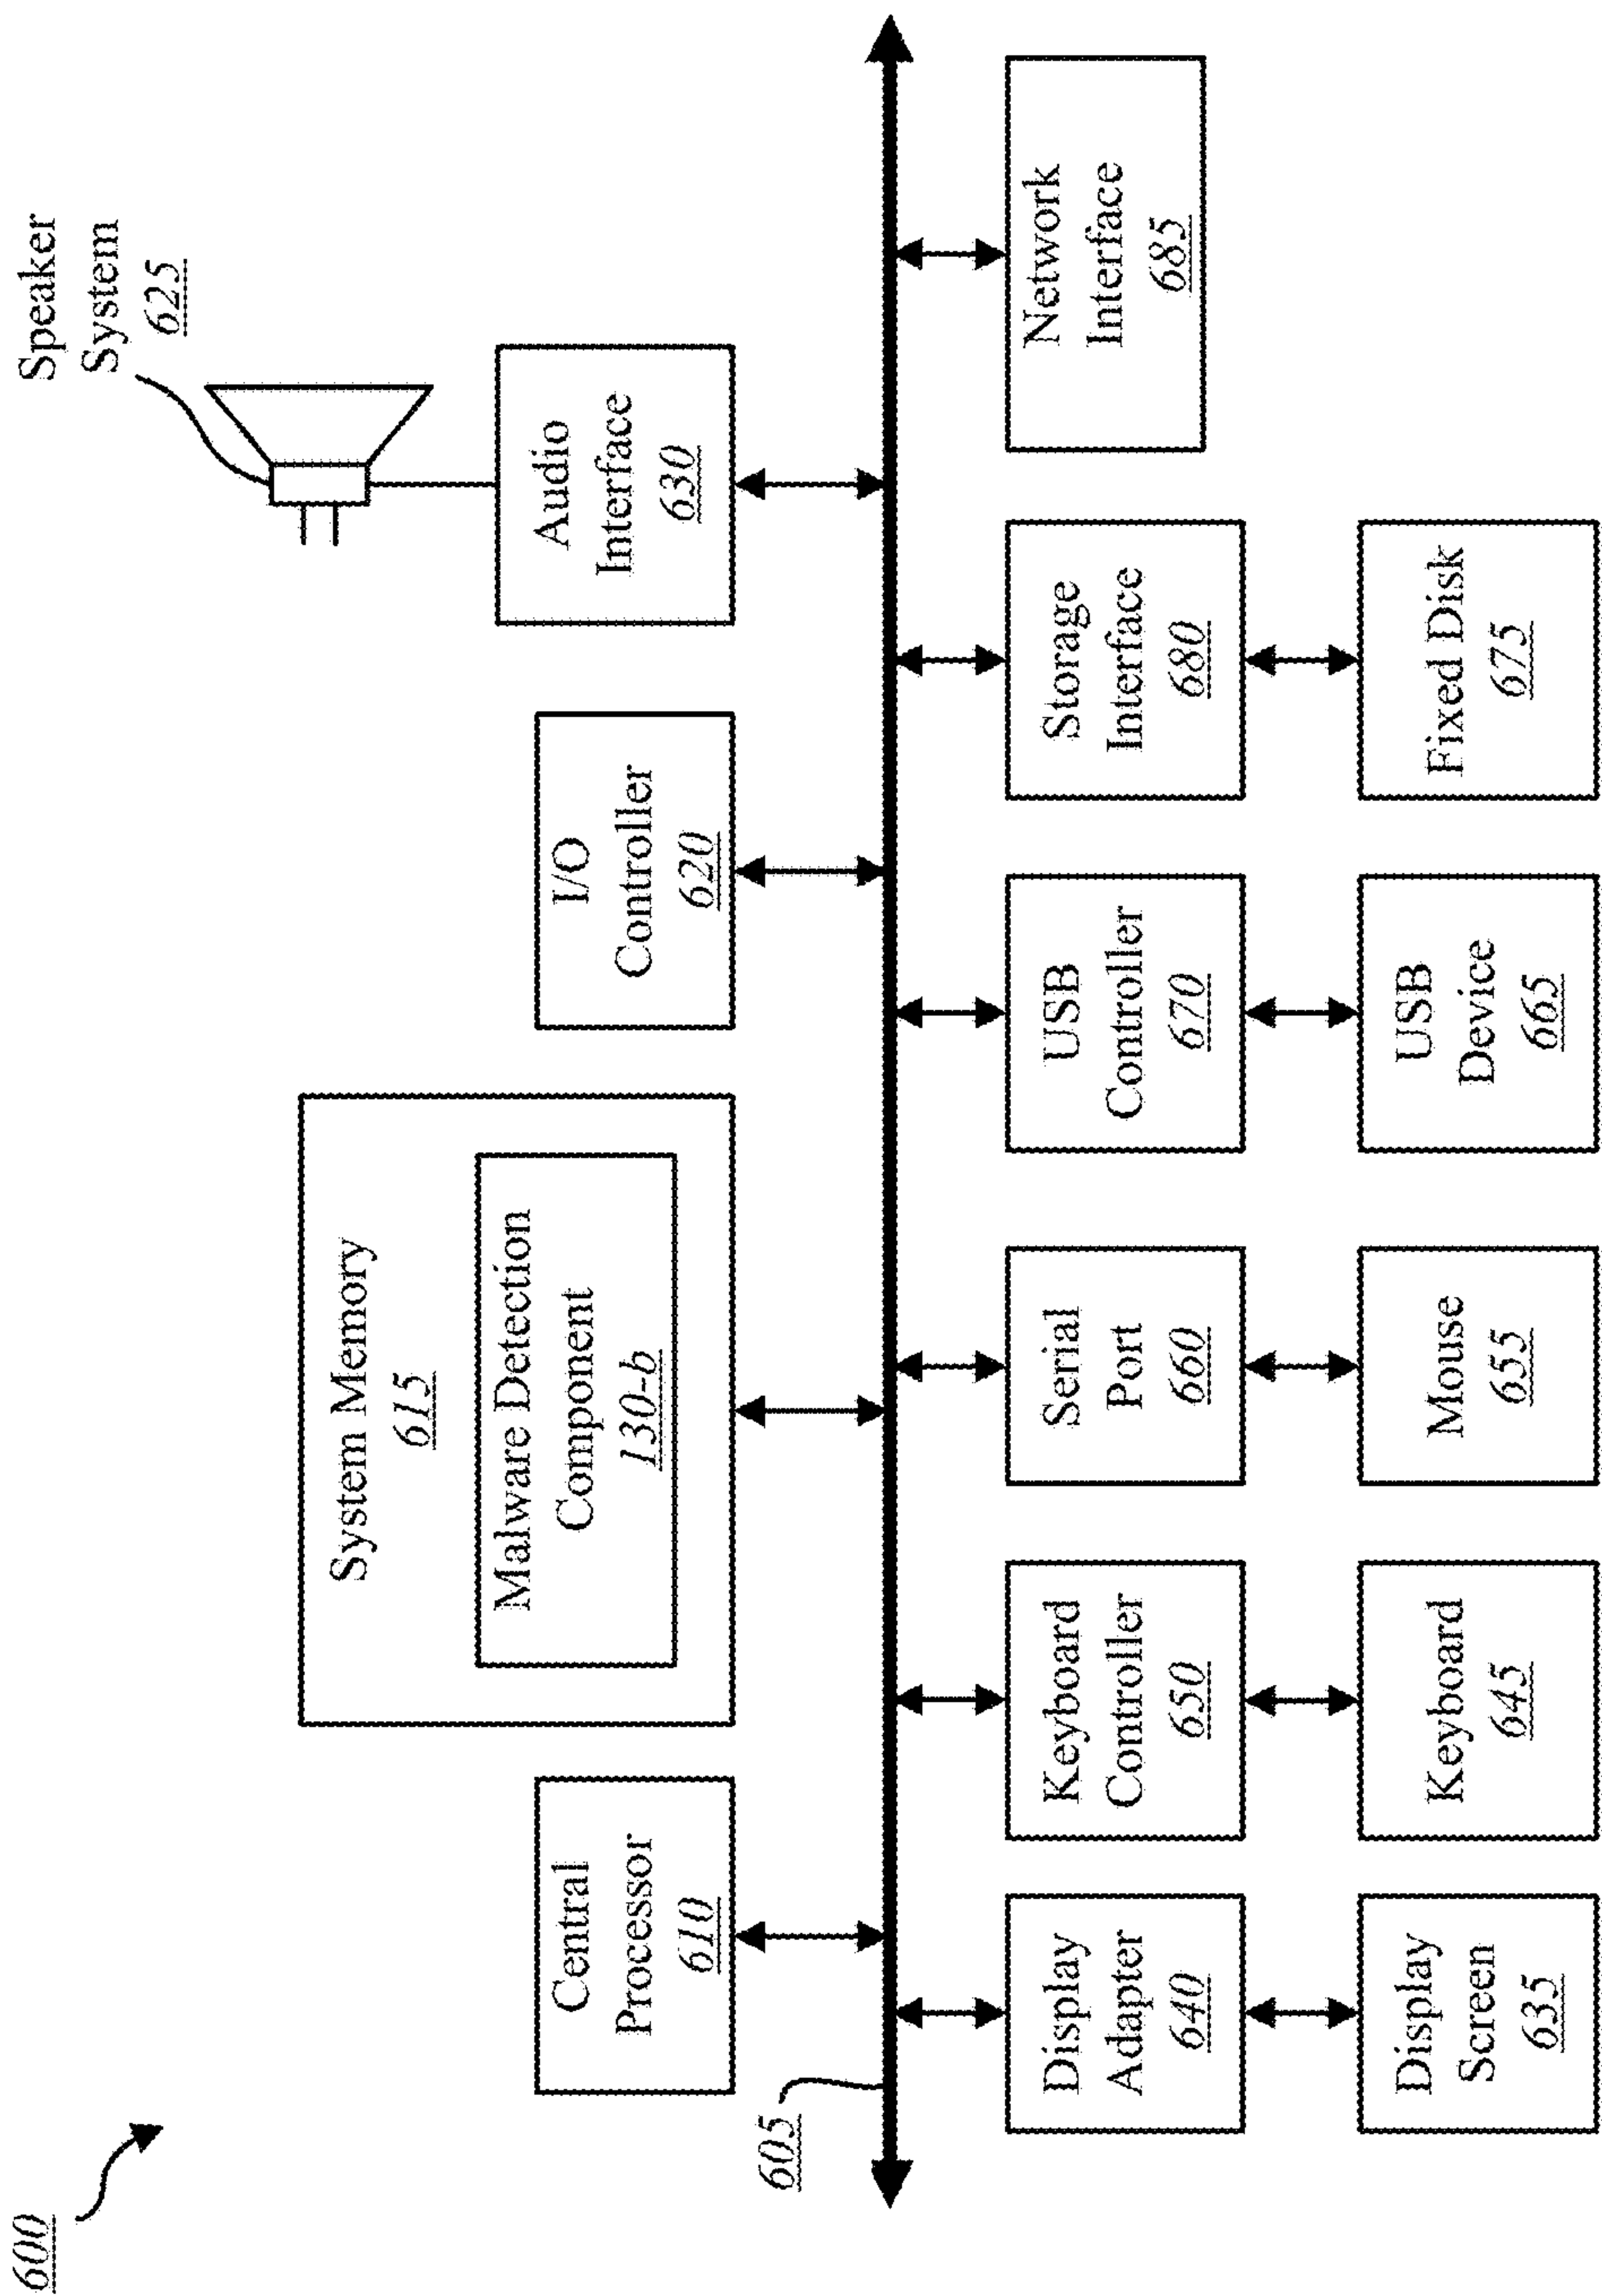 600
Speaker
System
625
Central
Processor
610
System Memory
615
Malware Detection
Component
130-b
I/O
Controller
620
Audio
Interface
630
605
Display
Adapter
640
Keyboard
Controller
650
Serial
Port
660
USB
Controller
670
Storage
Interface
680
Network
Interface
685
Display
Screen
635
Keyboard
645
Mouse
655
USB
Device
665
Fixed Disk
675